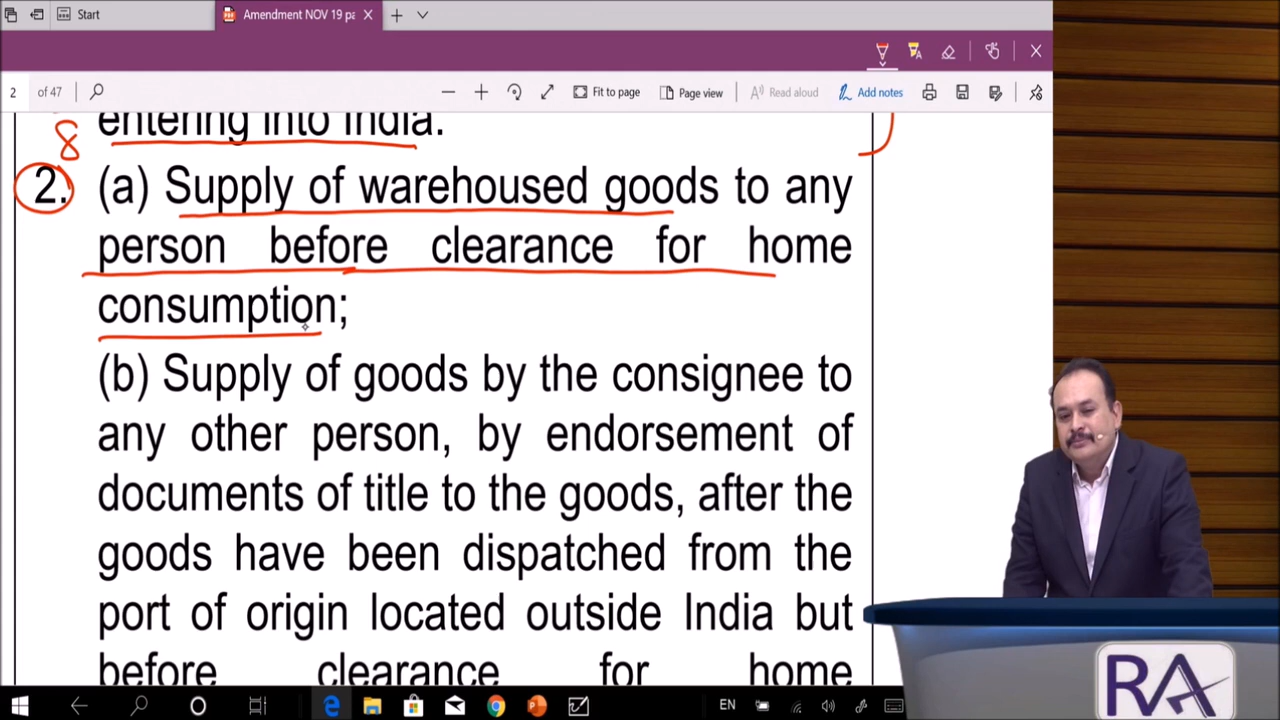 Start
Amendment NOV 19 pa
2 of 47
Fit to page
Page view
Read aloud
Add notes
entering into India.
8
2. (a) Supply of warehoused goods to any
person before clearance for home
consumption;
(b) Supply of goods by the consignee to
any other person, by endorsement of
documents of title to the goods, after the
goods have been dispatched from the
port of origin located outside India but
before clearance for home
EN
RA